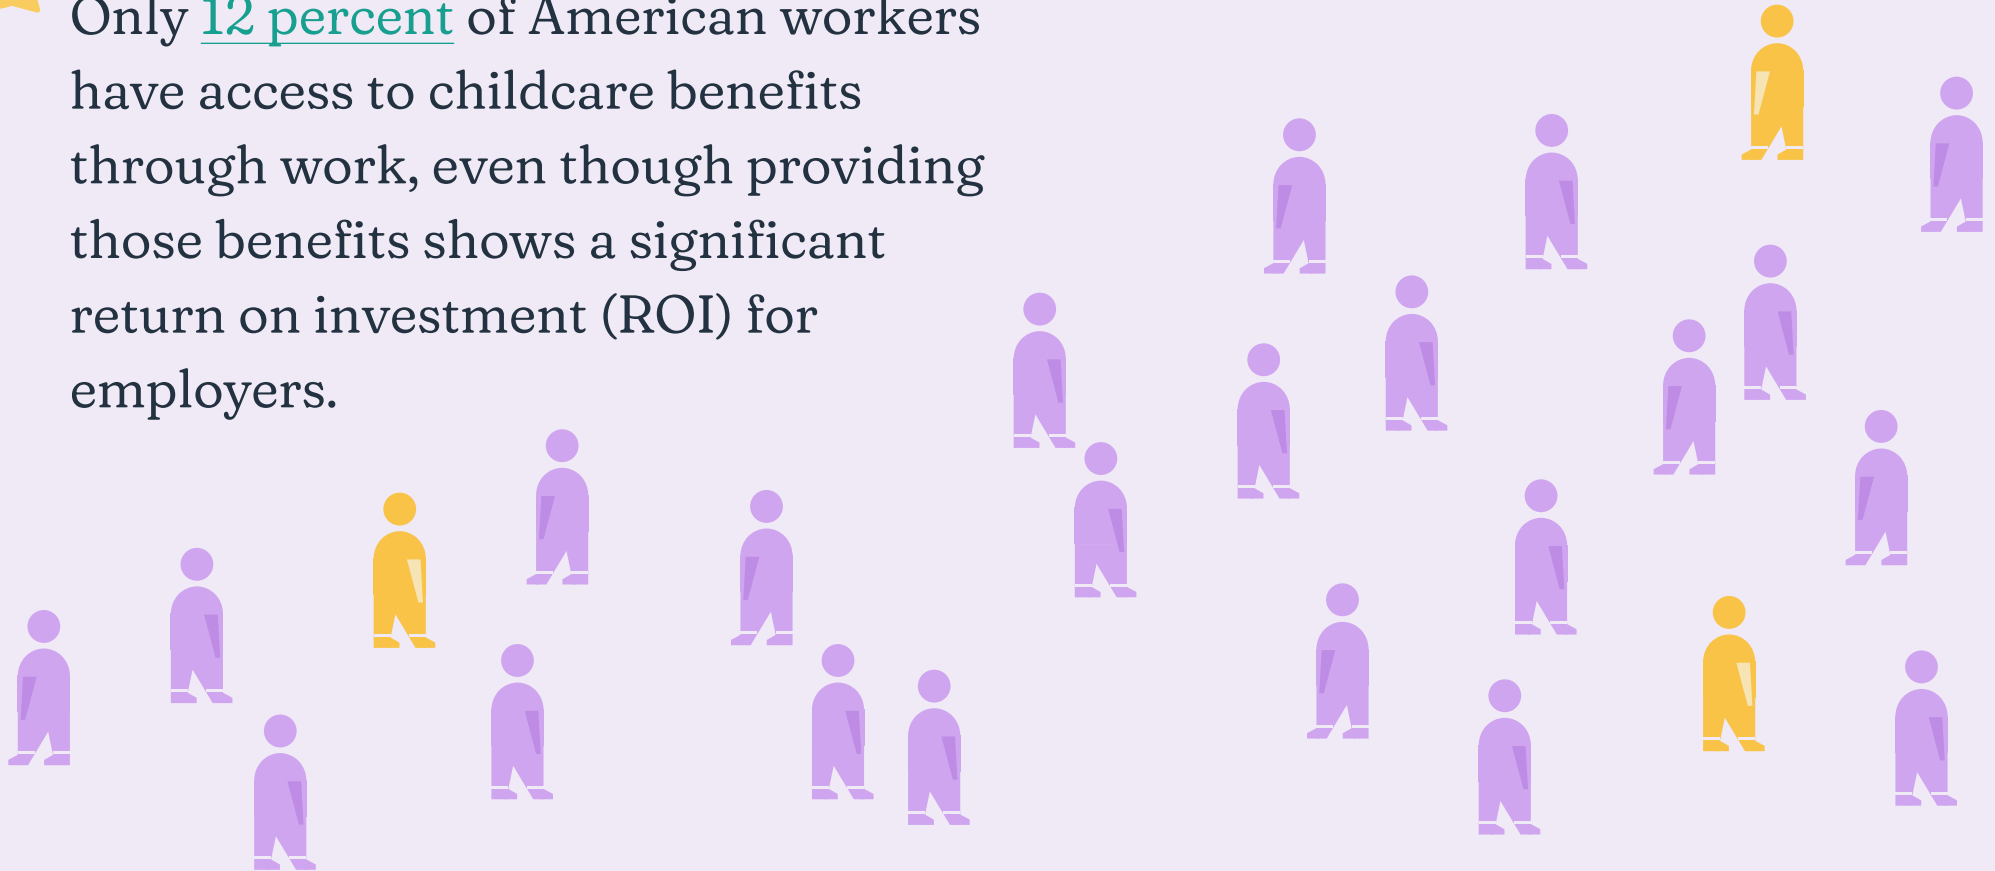 Only 12 percent of American workers
have access to childcare benefits
through work, even though providing
those benefits shows a significant
return on investment (ROI) for
employers.